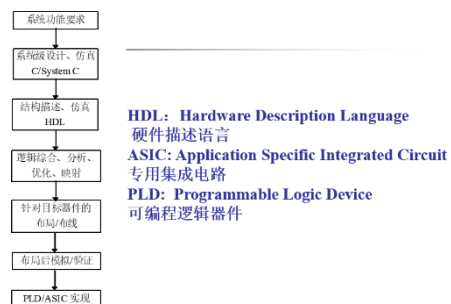 系统功能要求
系统级设计、仿真
C/System C
结构描述、仿真
HDL
逻辑综合、分析、
优化、映射
针对目标器件的
布局/布线
布局后模拟/验证
PLD/ASIC 实现
HDL: Hardware Description Language
硬件描述语言
ASIC: Application Specific Integrated Circuit
专用集成电路
PLD: Programmable Logic Device
可编程逻辑器件